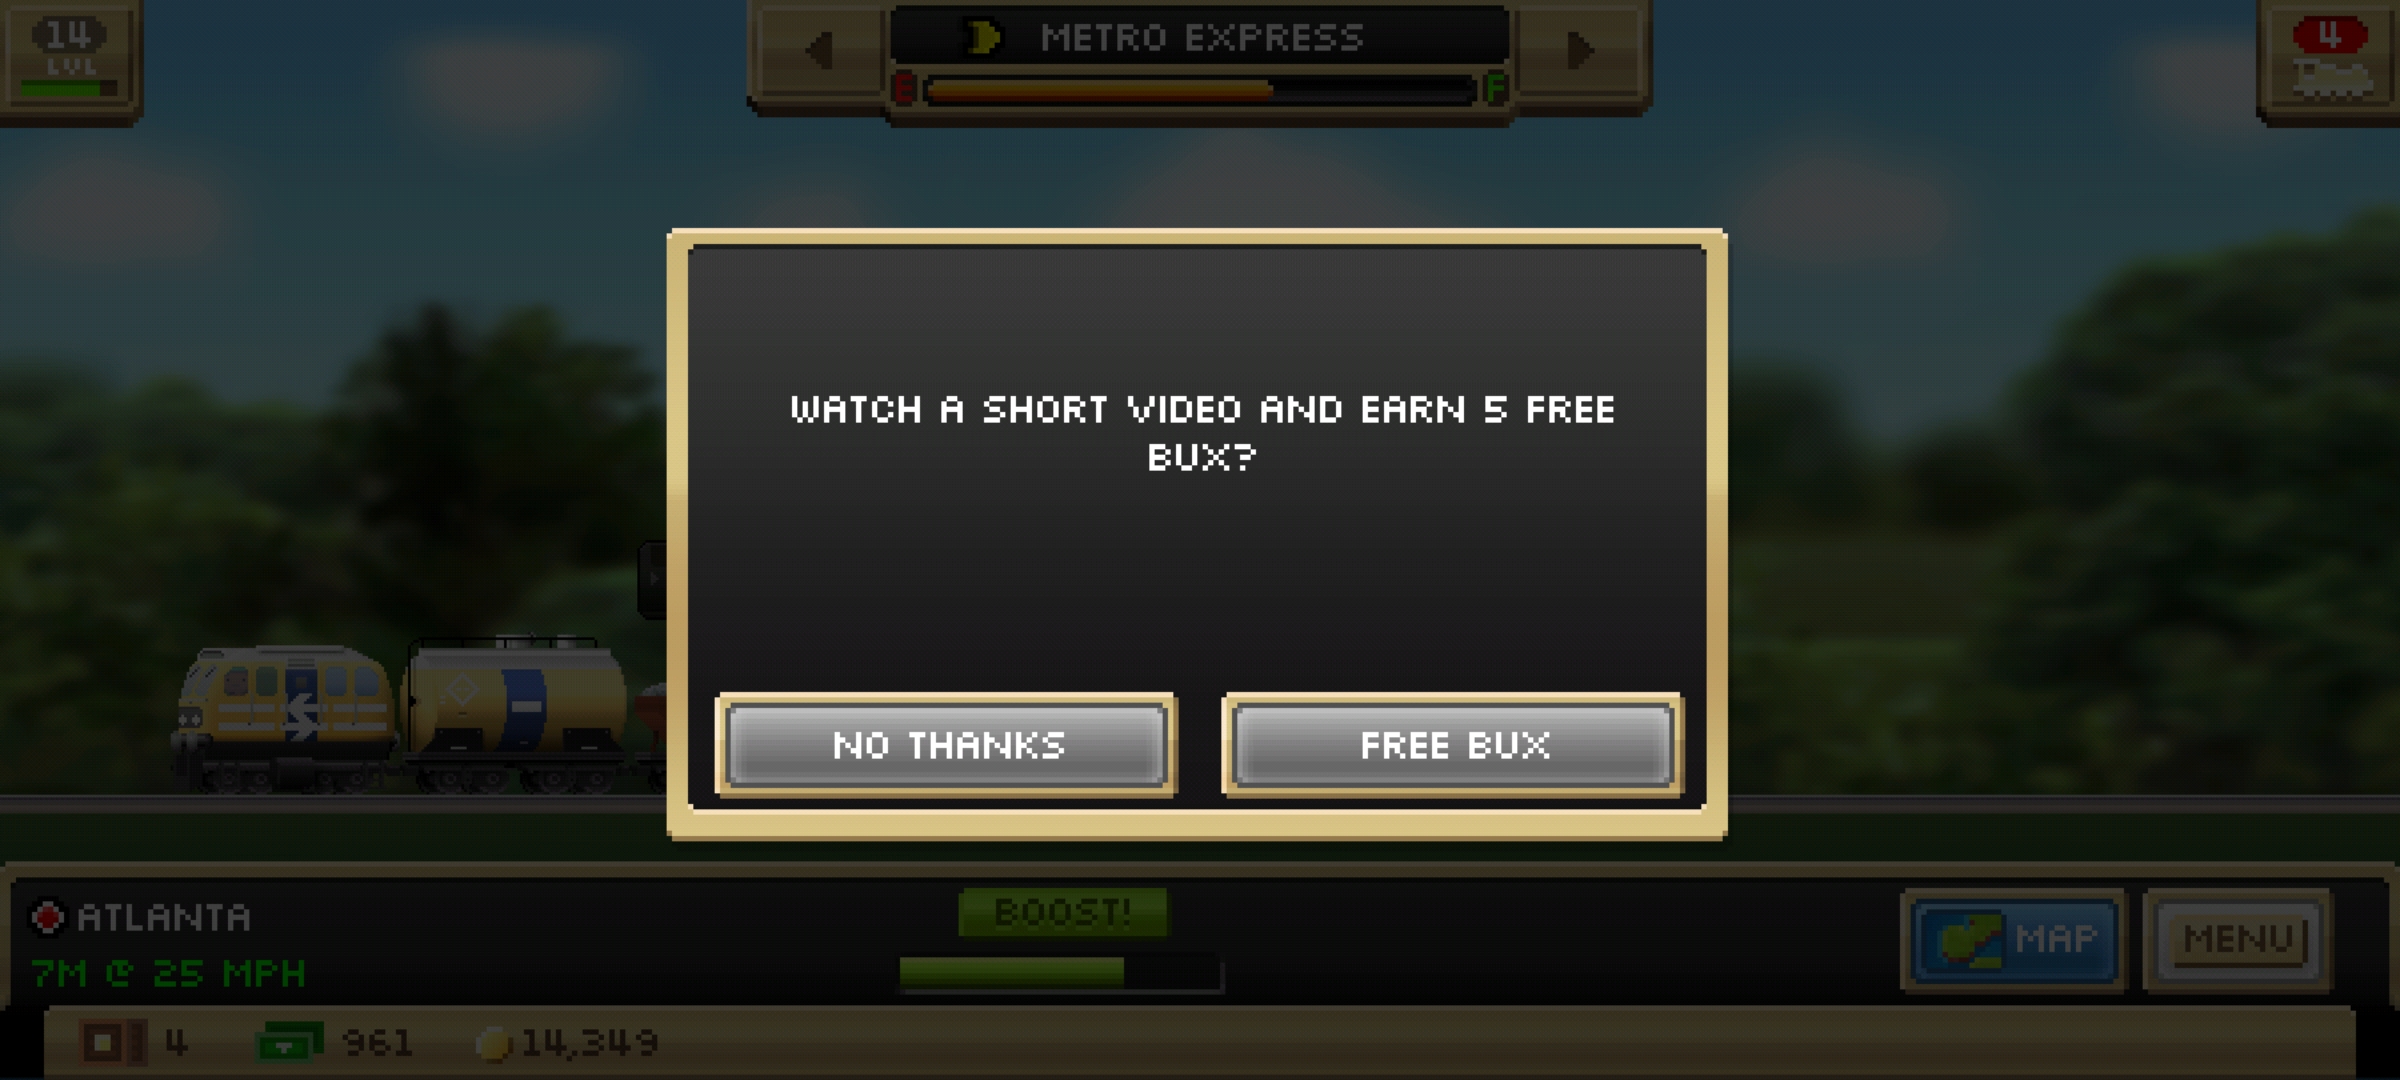 14
LVL
METRO EXPRESS
E F
4
WATCH A SHORT VIDEO AND EARN 5 FREE
BUX?
NO THANKS
FREE BUX
ATLANTA
7M @ 25 MPH
BOOST!
MAP
MENU
4
961
14,349